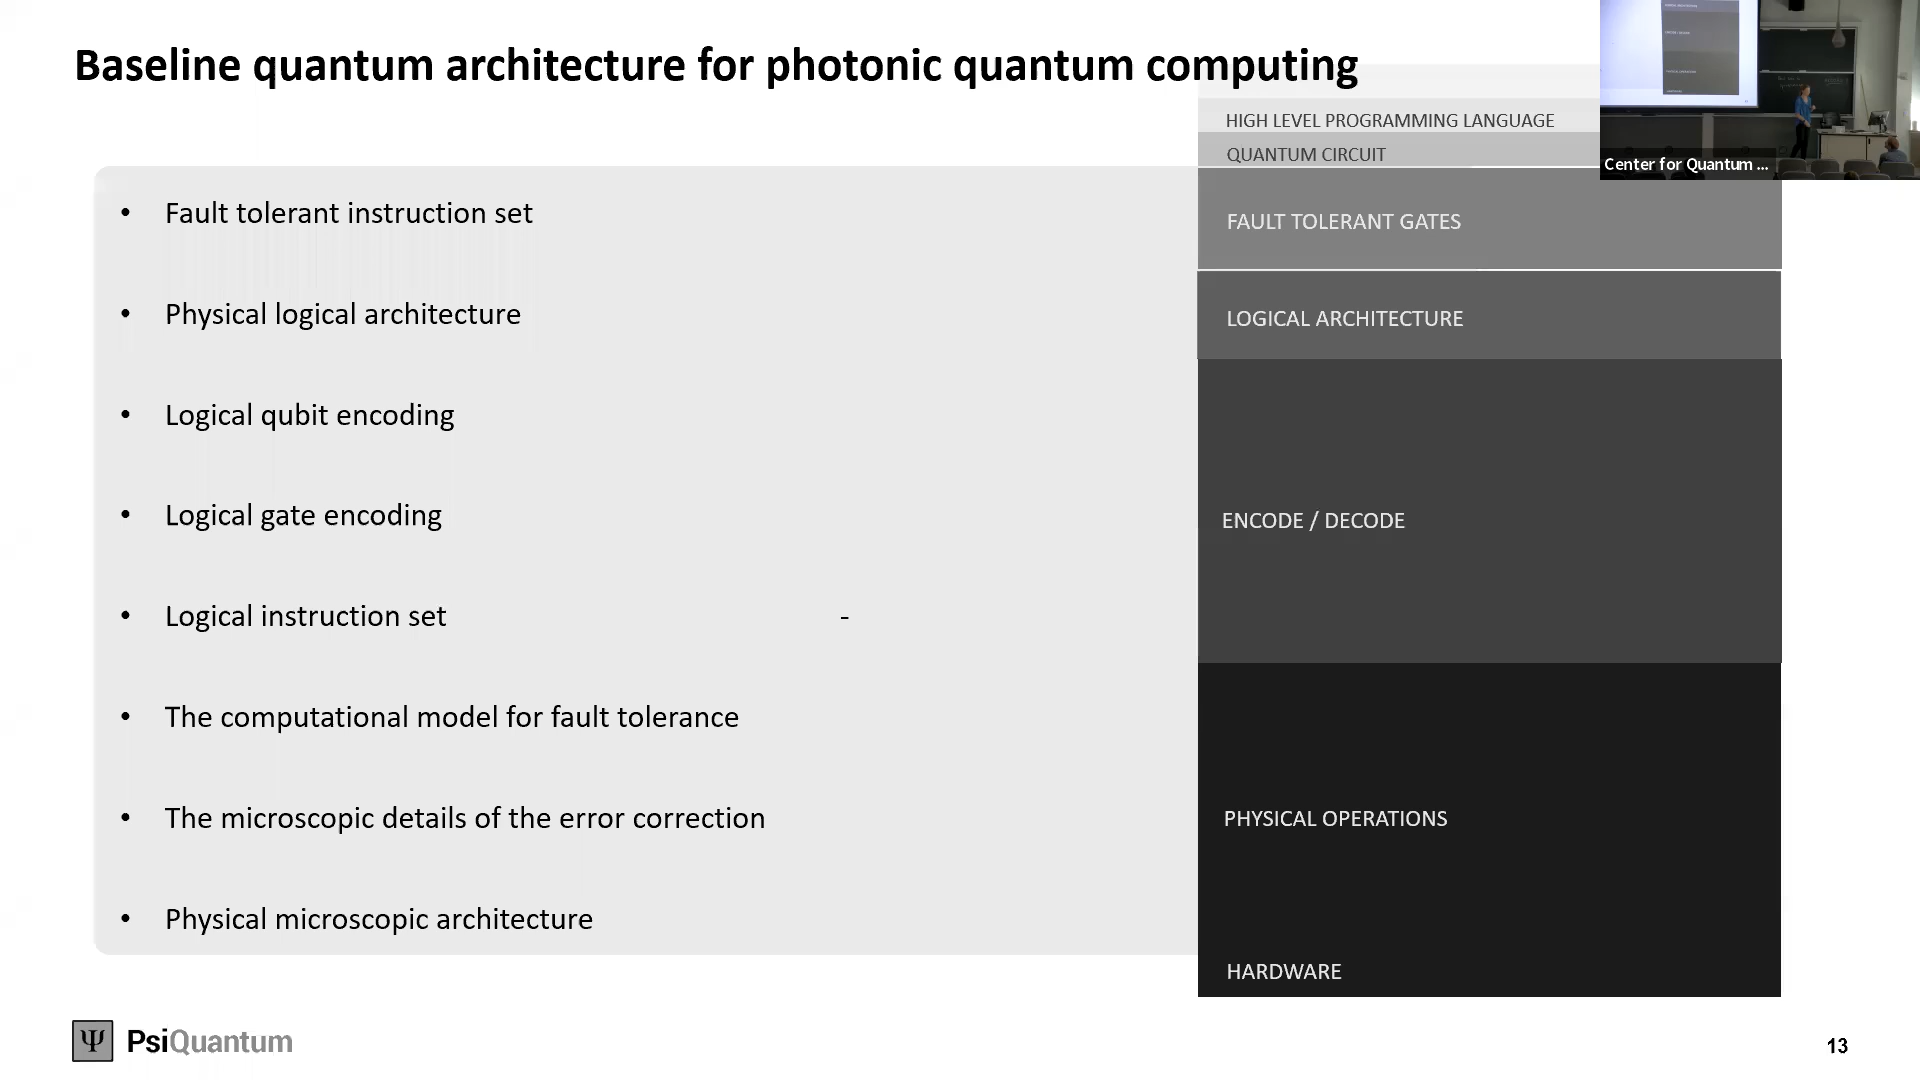 Baseline quantum architecture for photonic quantum computing
HIGH LEVEL PROGRAMMING LANGUAGE
QUANTUM CIRCUIT
Center for Quantum ...
• Fault tolerant instruction set
FAULT TOLERANT GATES
• Physical logical architecture
LOGICAL ARCHITECTURE
• Logical qubit encoding
• Logical gate encoding
ENCODE / DECODE
• Logical instruction set -
• The computational model for fault tolerance
• The microscopic details of the error correction
PHYSICAL OPERATIONS
• Physical microscopic architecture
HARDWARE
Ψ PsiQuantum
13